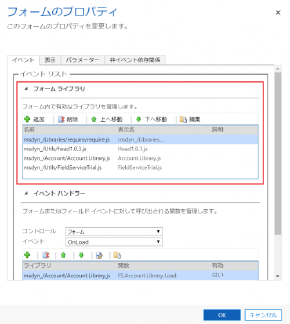 フォームのプロパティ
このフォームのプロパティを変更します。
イベント 表示 パラメーター 非イベント依存関係
イベント リスト
フォーム ライブラリ
フォーム内で有効なライブラリを管理します。
追加 削除 上へ移動 下へ移動 編集
名前 表示名 説明
msdyn_/Libraries/require/require.js msdyn_/Libraries...
msdyn_/Utils/Head1.0.3.js Head1.0.3.js
msdyn_/Account/Account.Library.js Account.Library.js
msdyn_/Utils/FieldServiceTrial.js FieldServiceTrial.js
イベント ハンドラー
フォームまたはフィールド イベントに対して呼び出される関数を管理します。
コントロール フォーム
イベント OnLoad
ライブラリ 関数 有効
msdyn_/Account/Account.Library.js FS.Account.Library.Load
OK キャンセル